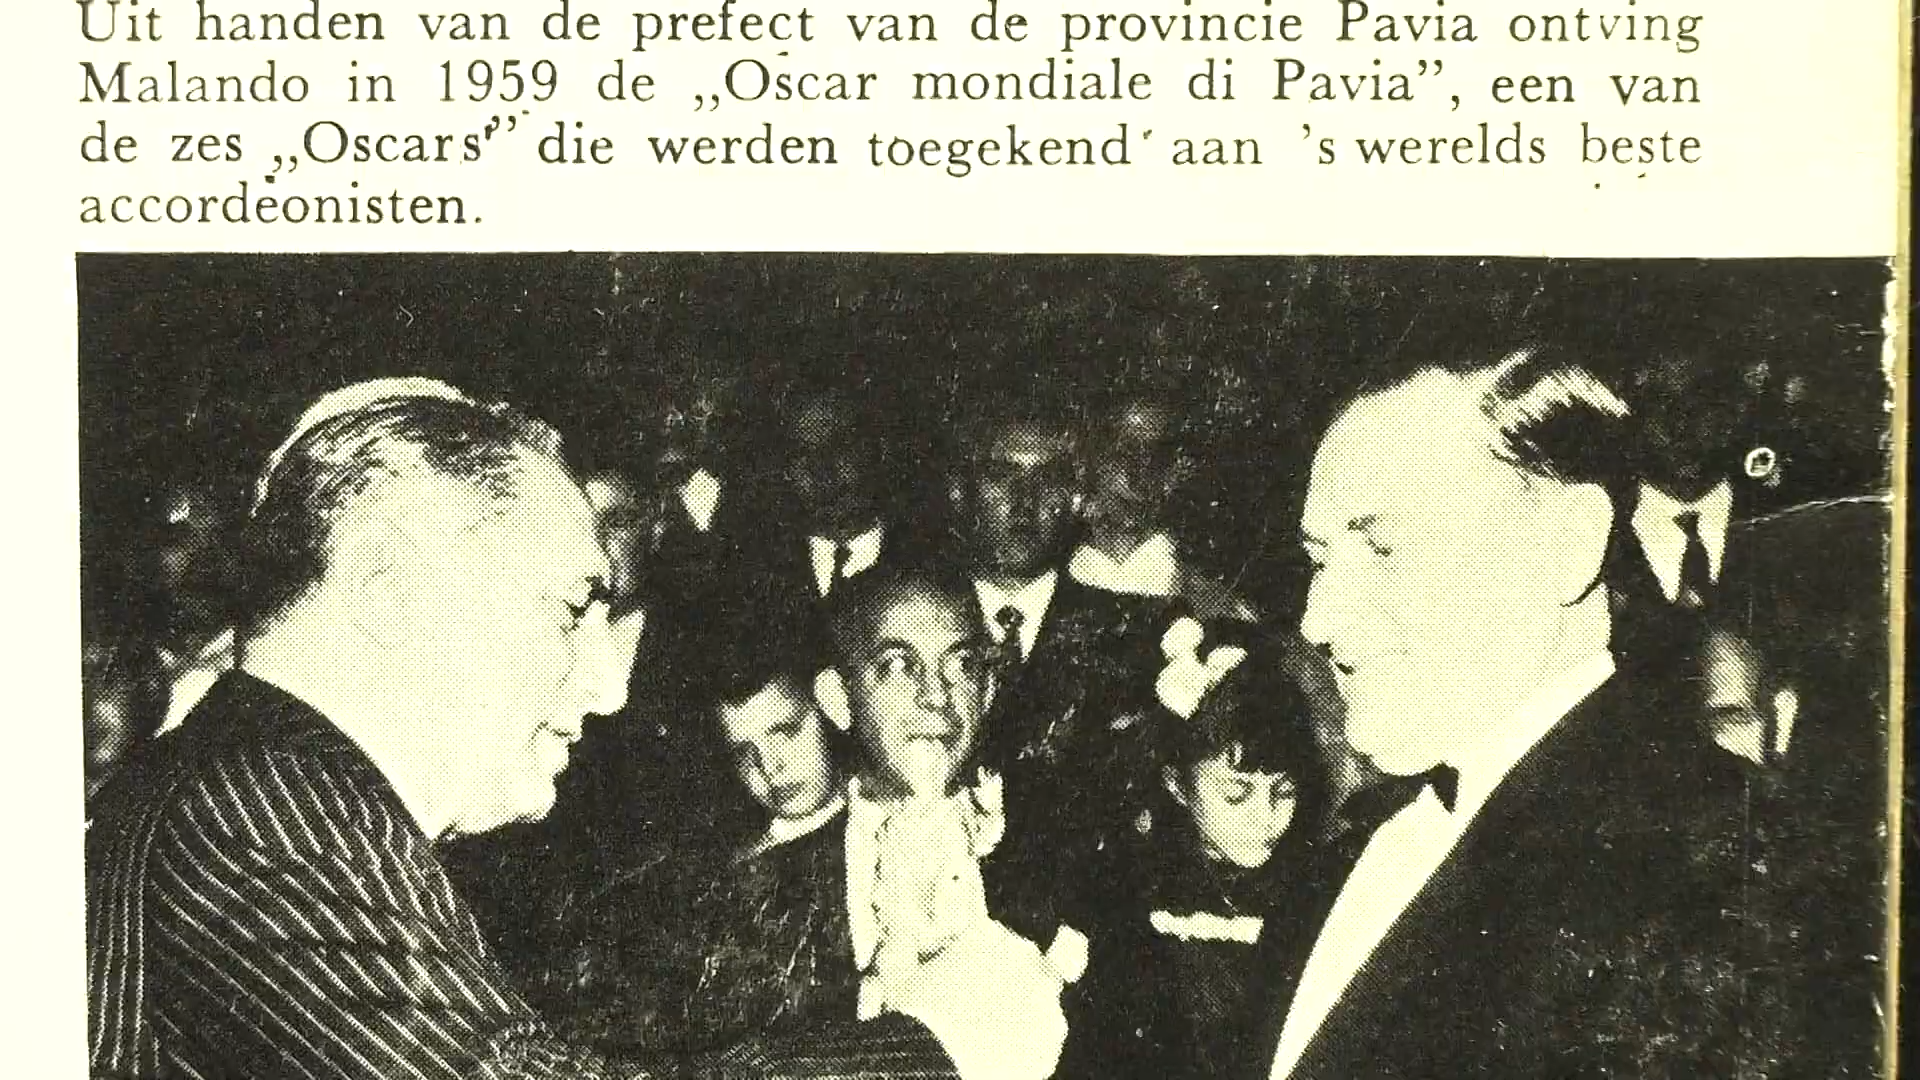 Uit handen van de prefect van de provincie Pavia ontving
Malando in 1959 de „Oscar mondiale di Pavia”, een van
de zes „Oscars” die werden toegekend aan 's werelds beste
accordeonisten.